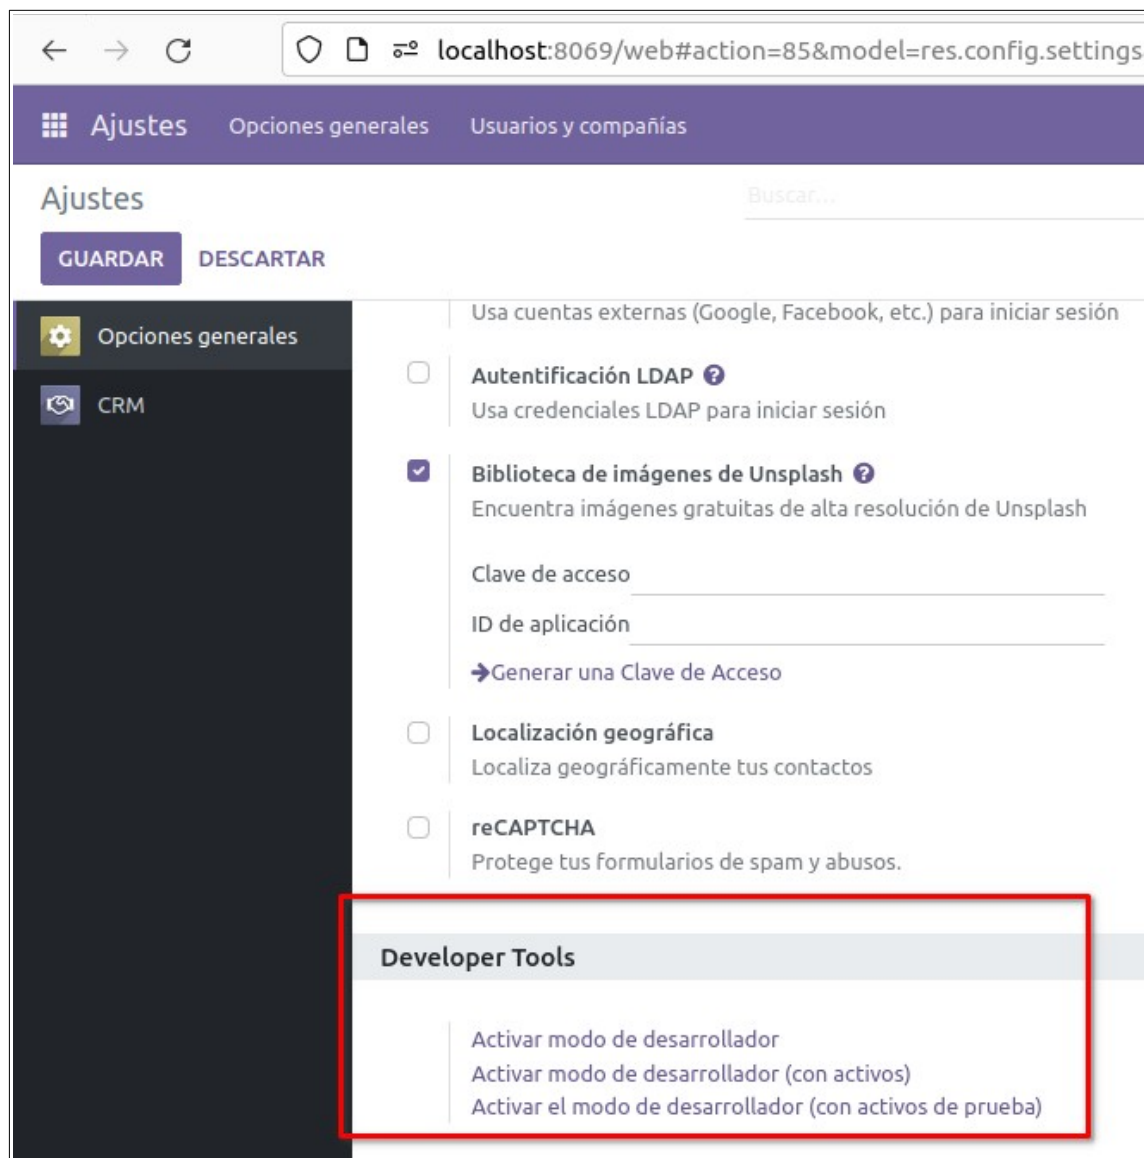 localhost:8069/web#action=85&model=res.config.settings
Ajustes Opciones generales Usuarios y compañías
Ajustes
Buscar...
GUARDAR DESCARTAR
Opciones generales
CRM
Usa cuentas externas (Google, Facebook, etc.) para iniciar sesión
Autentificación LDAP ?
Usa credenciales LDAP para iniciar sesión
Biblioteca de imágenes de Unsplash ?
Encuentra imágenes gratuitas de alta resolución de Unsplash
Clave de acceso
ID de aplicación
Generar una Clave de Acceso
Localización geográfica
Localiza geográficamente tus contactos
reCAPTCHA
Protege tus formularios de spam y abusos.
Developer Tools
Activar modo de desarrollador
Activar modo de desarrollador (con activos)
Activar el modo de desarrollador (con activos de prueba)